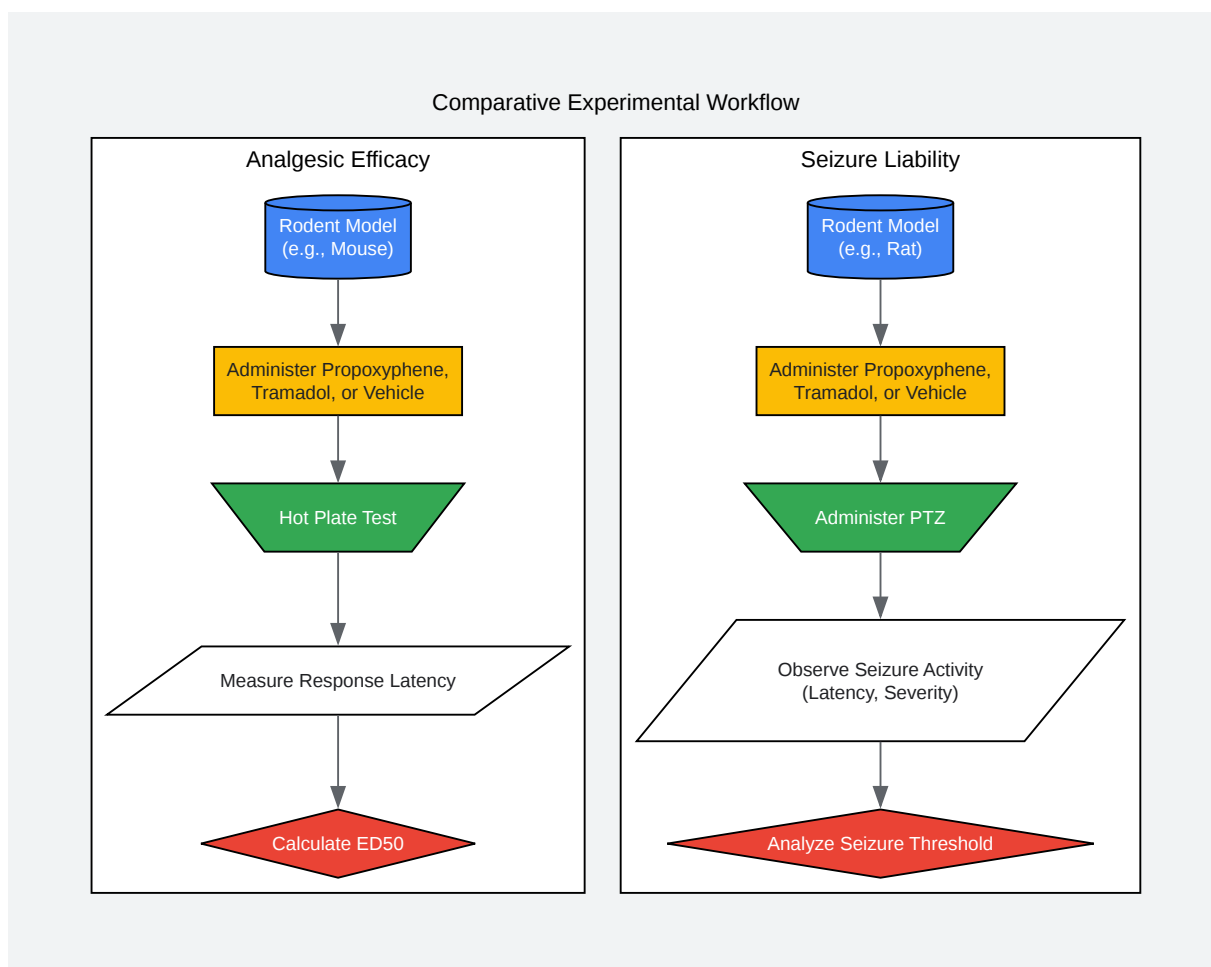 Comparative Experimental Workflow
Analgesic Efficacy
Rodent Model
(e.g., Mouse)
Administer Propoxyphene,
Tramadol, or Vehicle
Hot Plate Test
Measure Response Latency
Calculate ED50
Seizure Liability
Rodent Model
(e.g., Rat)
Administer Propoxyphene,
Tramadol, or Vehicle
Administer PTZ
Observe Seizure Activity
(Latency, Severity)
Analyze Seizure Threshold